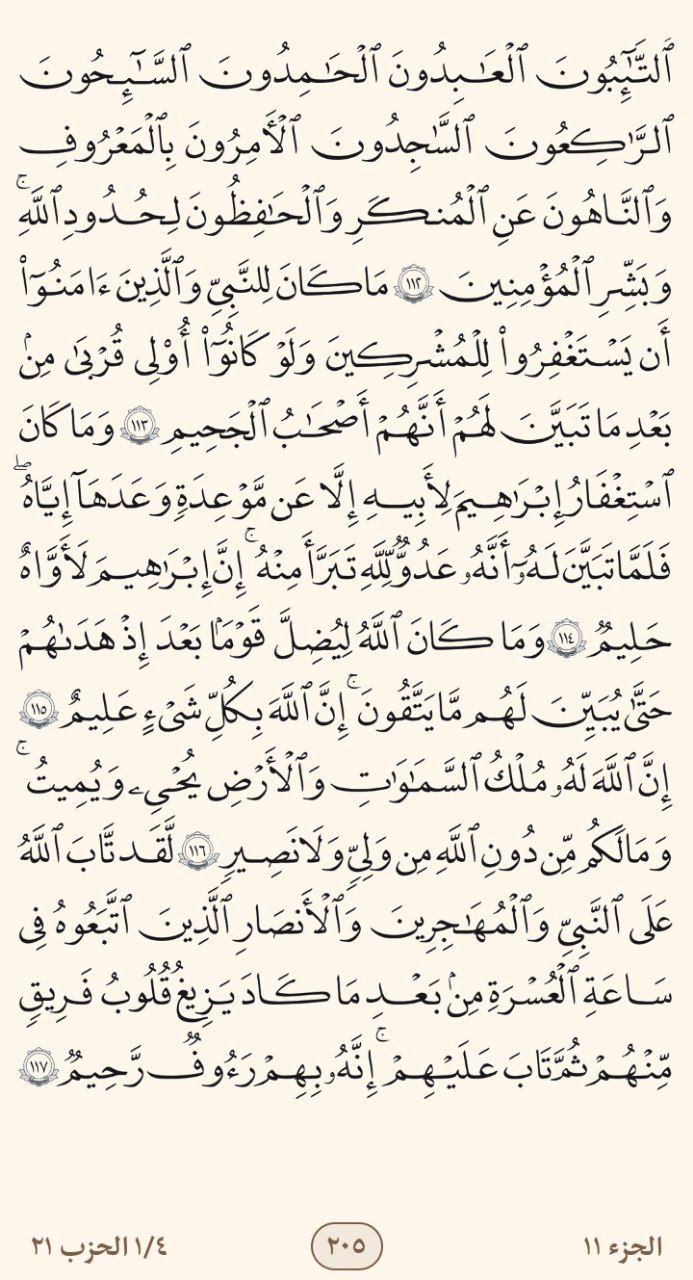 ٱلتَّـٰٓئِبُونَ ٱلْعَـٰبِدُونَ ٱلْحَـٰمِدُونَ ٱلسَّـٰٓئِحُونَ
ٱلرَّٰكِعُونَ ٱلسَّـٰجِدُونَ ٱلْأَمِرُونَ بِٱلْمَعْرُوفِ
وَٱلنَّاهُونَ عَنِ ٱلْمُنكَرِ وَٱلْحَـٰفِظُونَ لِحُدُودِ ٱللَّهِ ۗ
وَبَشِّرِ ٱلْمُؤْمِنِينَ ١١٢ مَا كَانَ لِلنَّبِىِّ وَٱلَّذِينَ ءَامَنُوٓا۟
أَن يَسْتَغْفِرُوا۟ لِلْمُشْرِكِينَ وَلَوْ كَانُوٓا۟ أُو۟لِى قُرْبَىٰ مِنۢ
بَعْدِ مَا تَبَيَّنَ لَهُمْ أَنَّهُمْ أَصْحَـٰبُ ٱلْجَحِيمِ ١١٣ وَمَا كَانَ
ٱسْتِغْفَارُ إِبْرَٰهِيمَ لِأَبِيهِ إِلَّا عَن مَّوْعِدَةٍ وَعَدَهَآ إِيَّاهُ ۖ
فَلَمَّا تَبَيَّنَ لَهُۥٓ أَنَّهُۥ عَدُوٌّ لِّلَّهِ تَبَرَّأَ مِنْهُ ۚ إِنَّ إِبْرَٰهِيمَ لَأَوَّٰهٌ
حَلِيمٌ ١١٤ وَمَا كَانَ ٱللَّهُ لِيُضِلَّ قَوْمًۢا بَعْدَ إِذْ هَدَىٰهُمْ
حَتَّىٰ يُبَيِّنَ لَهُم مَّا يَتَّقُونَ ۚ إِنَّ ٱللَّهَ بِكُلِّ شَىْءٍ عَلِيمٌ ١١٥
إِنَّ ٱللَّهَ لَهُۥ مُلْكُ ٱلسَّمَـٰوَٰتِ وَٱلْأَرْضِ يُحْىِۦ وَيُمِيتُ ۚ
وَمَا لَكُم مِّن دُونِ ٱللَّهِ مِن وَلِىٍّ وَلَا نَصِيرٍ ١١٦ لَّقَد تَّابَ ٱللَّهُ
عَلَى ٱلنَّبِىِّ وَٱلْمُهَـٰجِرِينَ وَٱلْأَنصَارِ ٱلَّذِينَ ٱتَّبَعُوهُ فِى
سَاعَةِ ٱلْعُسْرَةِ مِنۢ بَعْدِ مَا كَادَ يَزِيغُ قُلُوبُ فَرِيقٍ
مِّنْهُمْ ثُمَّ تَابَ عَلَيْهِمْ ۚ إِنَّهُۥ بِهِمْ رَءُوفٌ رَّحِيمٌ ١١٧
الجزء ١١ ٢٠٥ ١/٤ الحزب ٢١